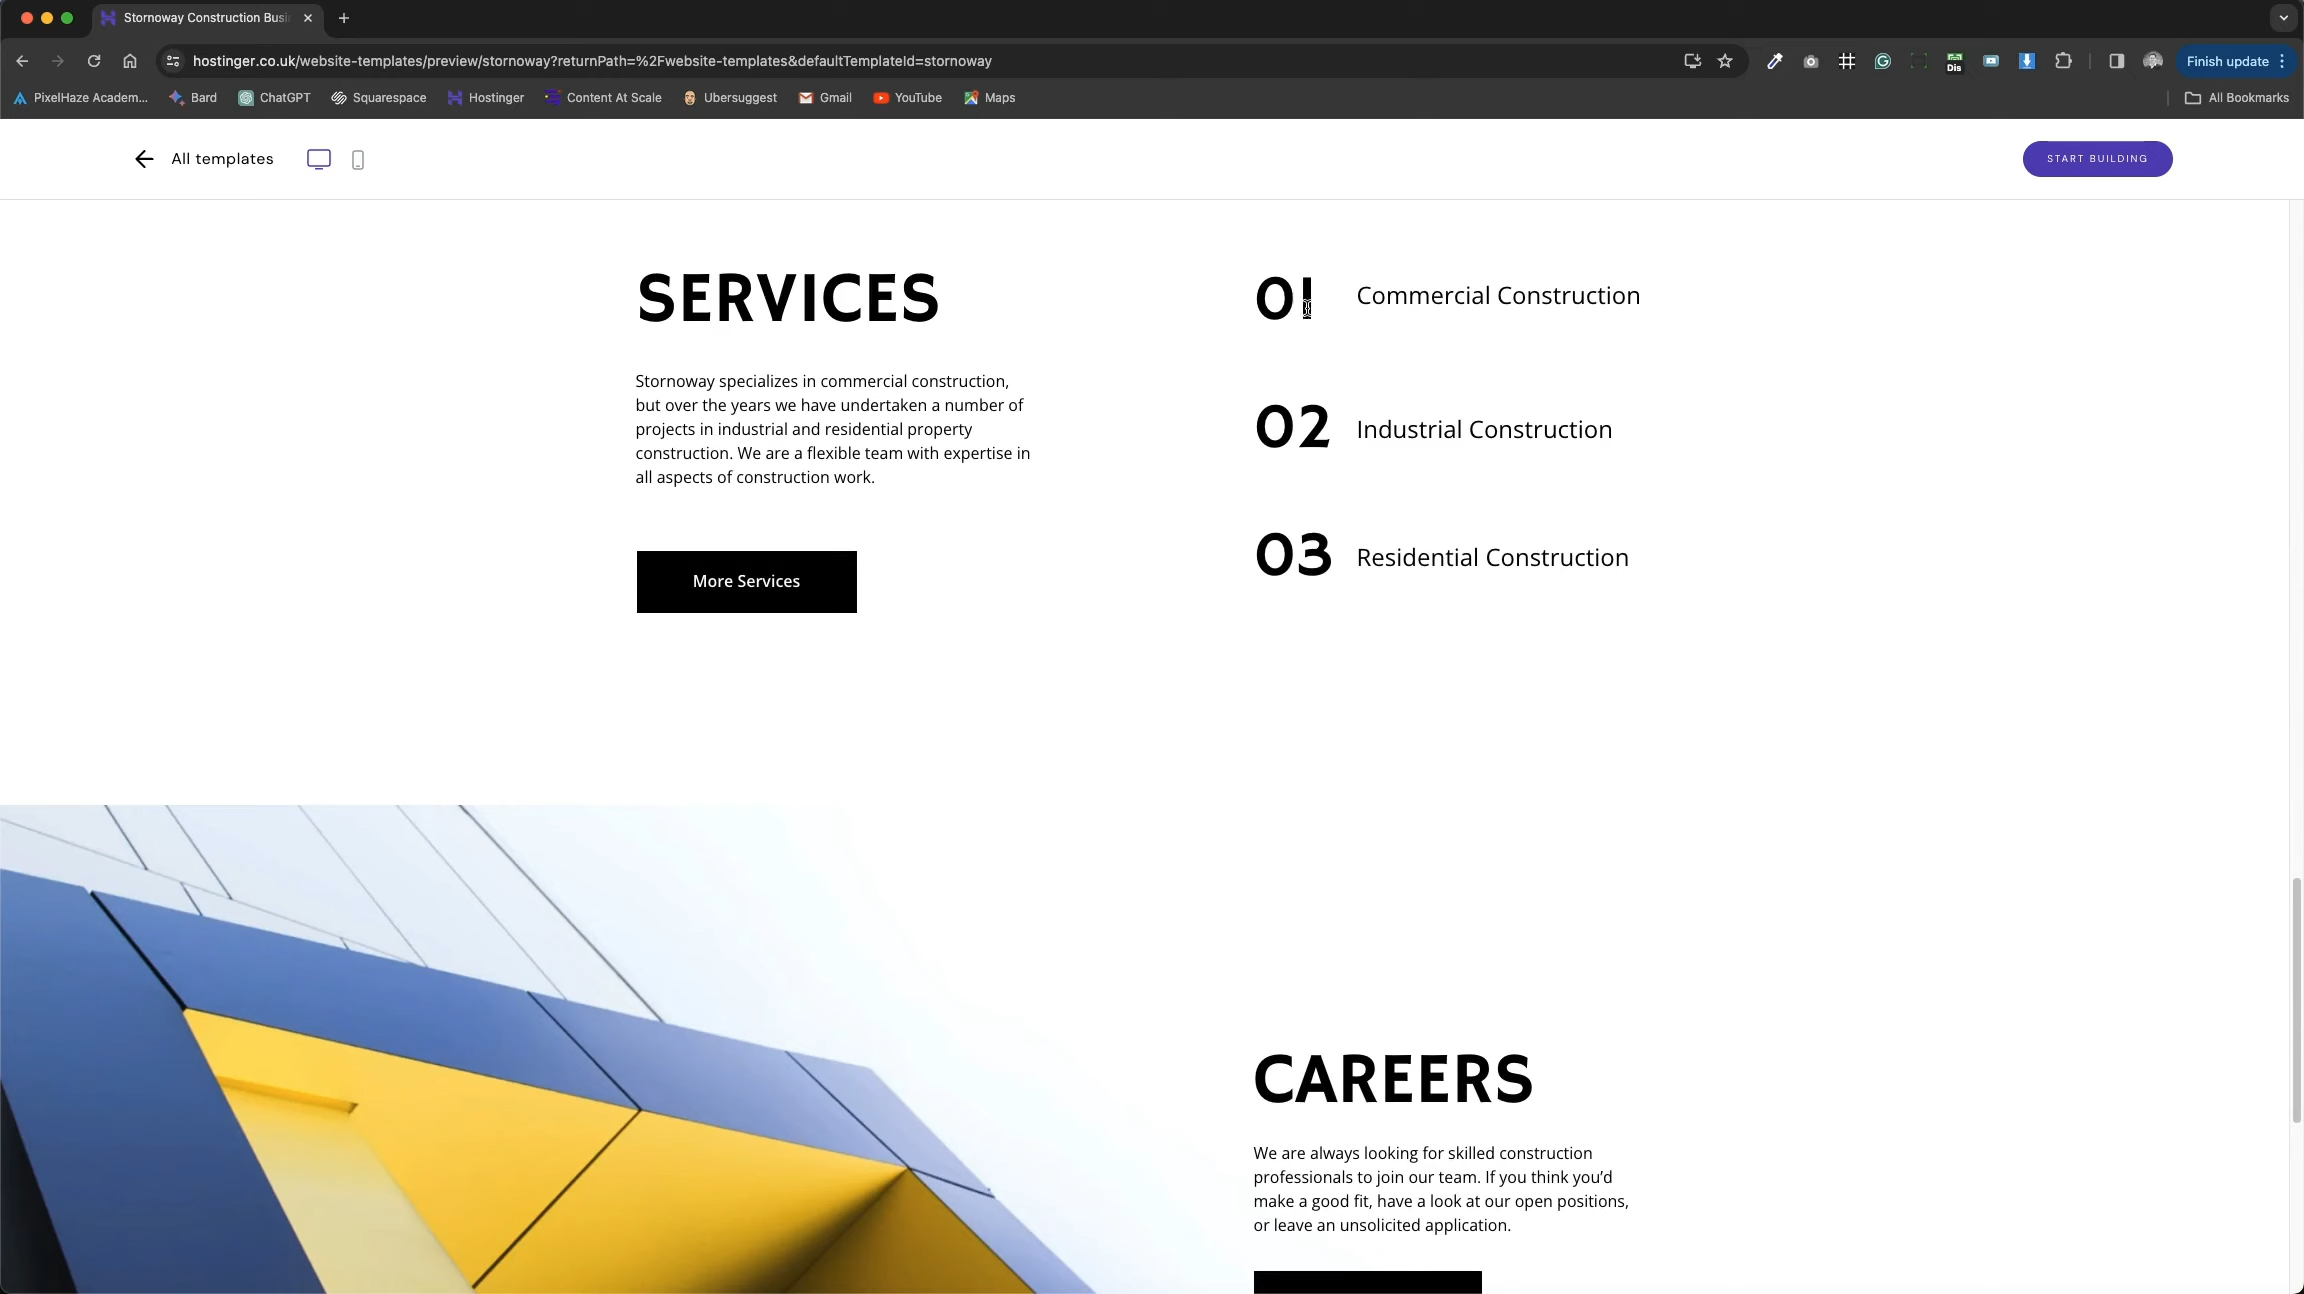 Stornoway Construction Busi
hostinger.co.uk/website-templates/preview/stornoway?returnPath=%2Fwebsite-templates&defaultTemplateId=stornoway
Finish update
PixelHaze Academ...
Bard
ChatGPT
Squarespace
Hostinger
Content At Scale
Ubersuggest
Gmail
YouTube
Maps
All Bookmarks
Dis
All templates
START BUILDING
SERVICES
Stornoway specializes in commercial construction,
but over the years we have undertaken a number of
projects in industrial and residential property
construction. We are a flexible team with expertise in
all aspects of construction work.
More Services
01 Commercial Construction
02 Industrial Construction
03 Residential Construction
CAREERS
We are always looking for skilled construction
professionals to join our team. If you think you’d
make a good fit, have a look at our open positions,
or leave an unsolicited application.